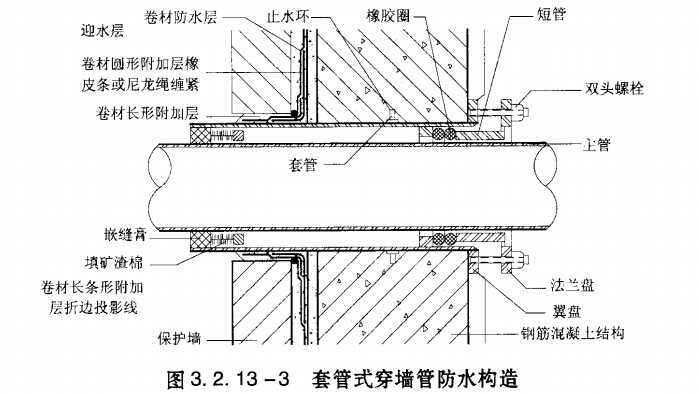 迎水层
卷材防水层
止水环
橡胶圈
短管
卷材圆形附加层橡
皮条或尼龙绳缠紧
双头螺栓
卷材长形附加层
套管
主管
嵌缝膏
填矿渣棉
卷材长条形附加
层折边投影线
法兰盘
翼盘
保护墙
钢筋混凝土结构
图3.2.13-3 套管式穿墙管防水构造